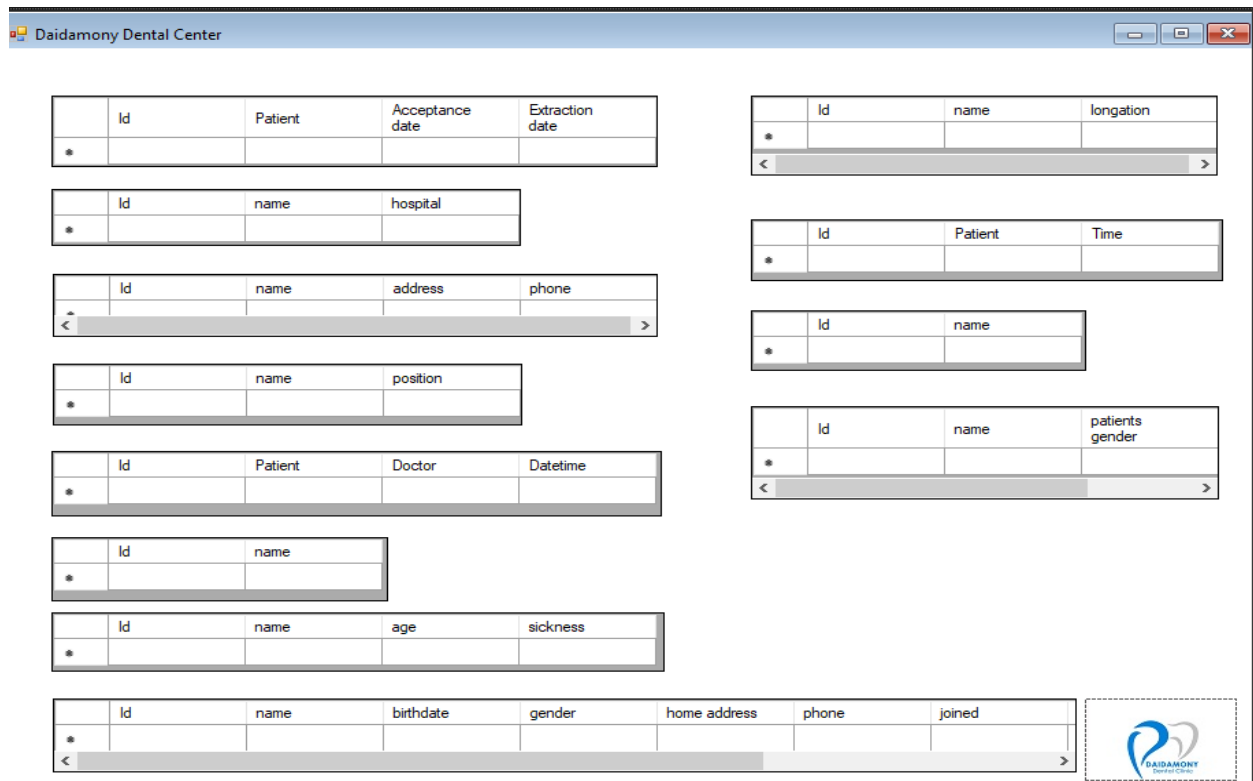 Daidamony Dental Center
Id Patient Acceptance date Extraction date
Id name hospital
Id name address phone
Id name position
Id Patient Doctor Datetime
Id name
Id name age sickness
Id name birthdate gender home address phone joined
Id name longation
Id Patient Time
Id name
Id name patients gender
DAIDAMONY
Dental Clinic